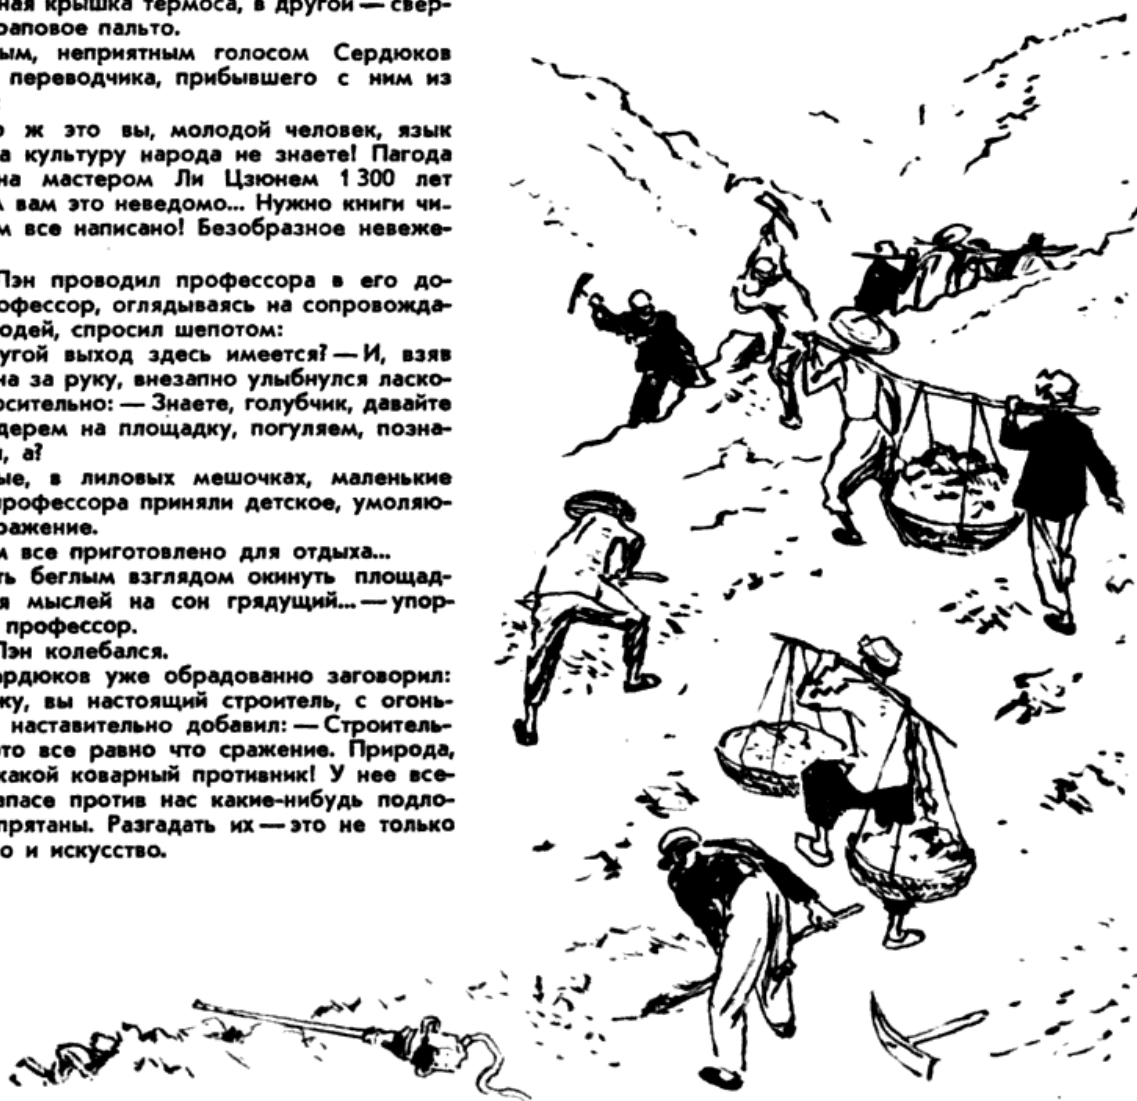 ная крышка термоса, в другой — свер-
раповое пальто.
ым, неприятным голосом Сердюков
переводчика, прибывшего с ним из
:
ж это вы, молодой человек, язык
а культуру народа не знаете! Пагода
на мастером Ли Цзюнем 1 300 лет
вам это неведомо... Нужно книги чи-
м все написано! Безобразное невеже-
Пэн проводил профессора в его до-
офессор, оглядываясь на сопровожда-
юдей, спросил шепотом:
угой выход здесь имеется? — И, взяв
на за руку, внезапно улыбнулся ласко-
осительно: — Знаете, голубчик, давайте
дерем на площадку, погуляем, позна-
, а?
ые, в лиловых мешочках, маленькие
профессора приняли детское, умоляю-
ражение.
м все приготовлено для отдыха...
ть беглым взглядом окинуть площад-
я мыслей на сон грядущий... — упор-
профессор.
Пэн колебался.
ердюков уже обрадованно заговорил:
жу, вы настоящий строитель, с огонь-
наставительно добавил: — Строитель-
то все равно что сражение. Природа,
какой коварный противник! У нее все-
апасе против нас какие-нибудь подло-
прятаны. Разгадать их — это не только
о и искусство.